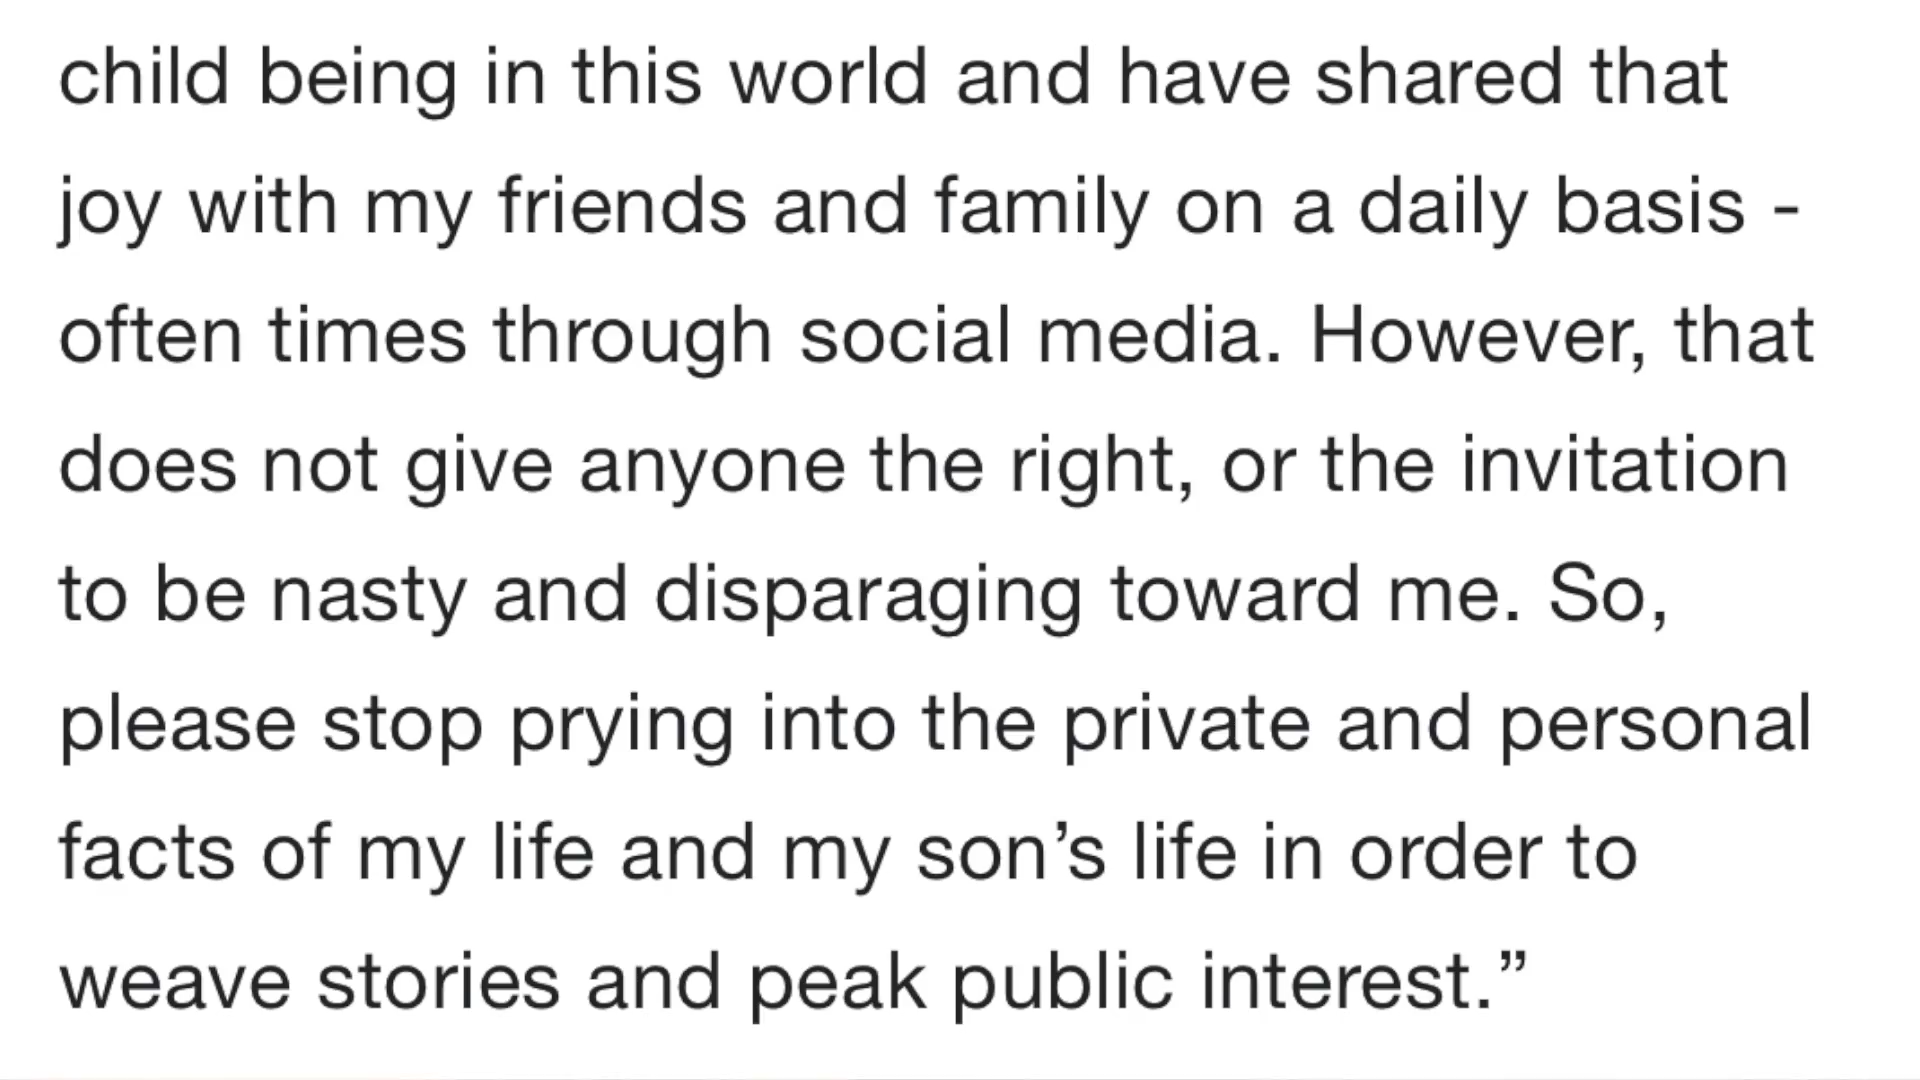 child being in this world and have shared that
joy with my friends and family on a daily basis -
often times through social media. However, that
does not give anyone the right, or the invitation
to be nasty and disparaging toward me. So,
please stop prying into the private and personal
facts of my life and my son’s life in order to
weave stories and peak public interest.”